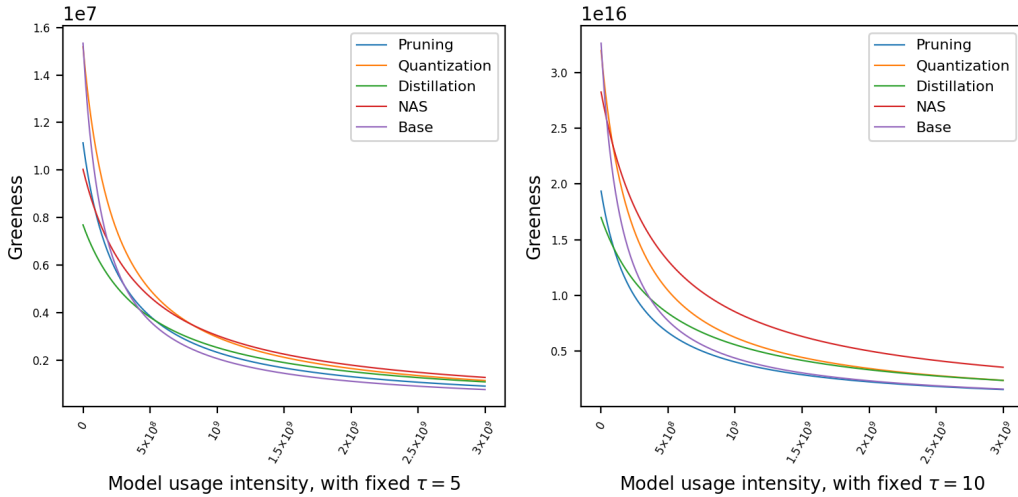 1e7
1.6
1.4
1.2
1.0
0.8
0.6
0.4
0.2
Greeness
Pruning
Quantization
Distillation
NAS
Base
0
5×10⁸
10⁹
1.5×10⁹
2×10⁹
2.5×10⁹
3×10⁹
Model usage intensity, with fixed τ = 5
1e16
3.0
2.5
2.0
1.5
1.0
0.5
Greeness
Pruning
Quantization
Distillation
NAS
Base
0
5×10⁸
10⁹
1.5×10⁹
2×10⁹
2.5×10⁹
3×10⁹
Model usage intensity, with fixed τ = 10